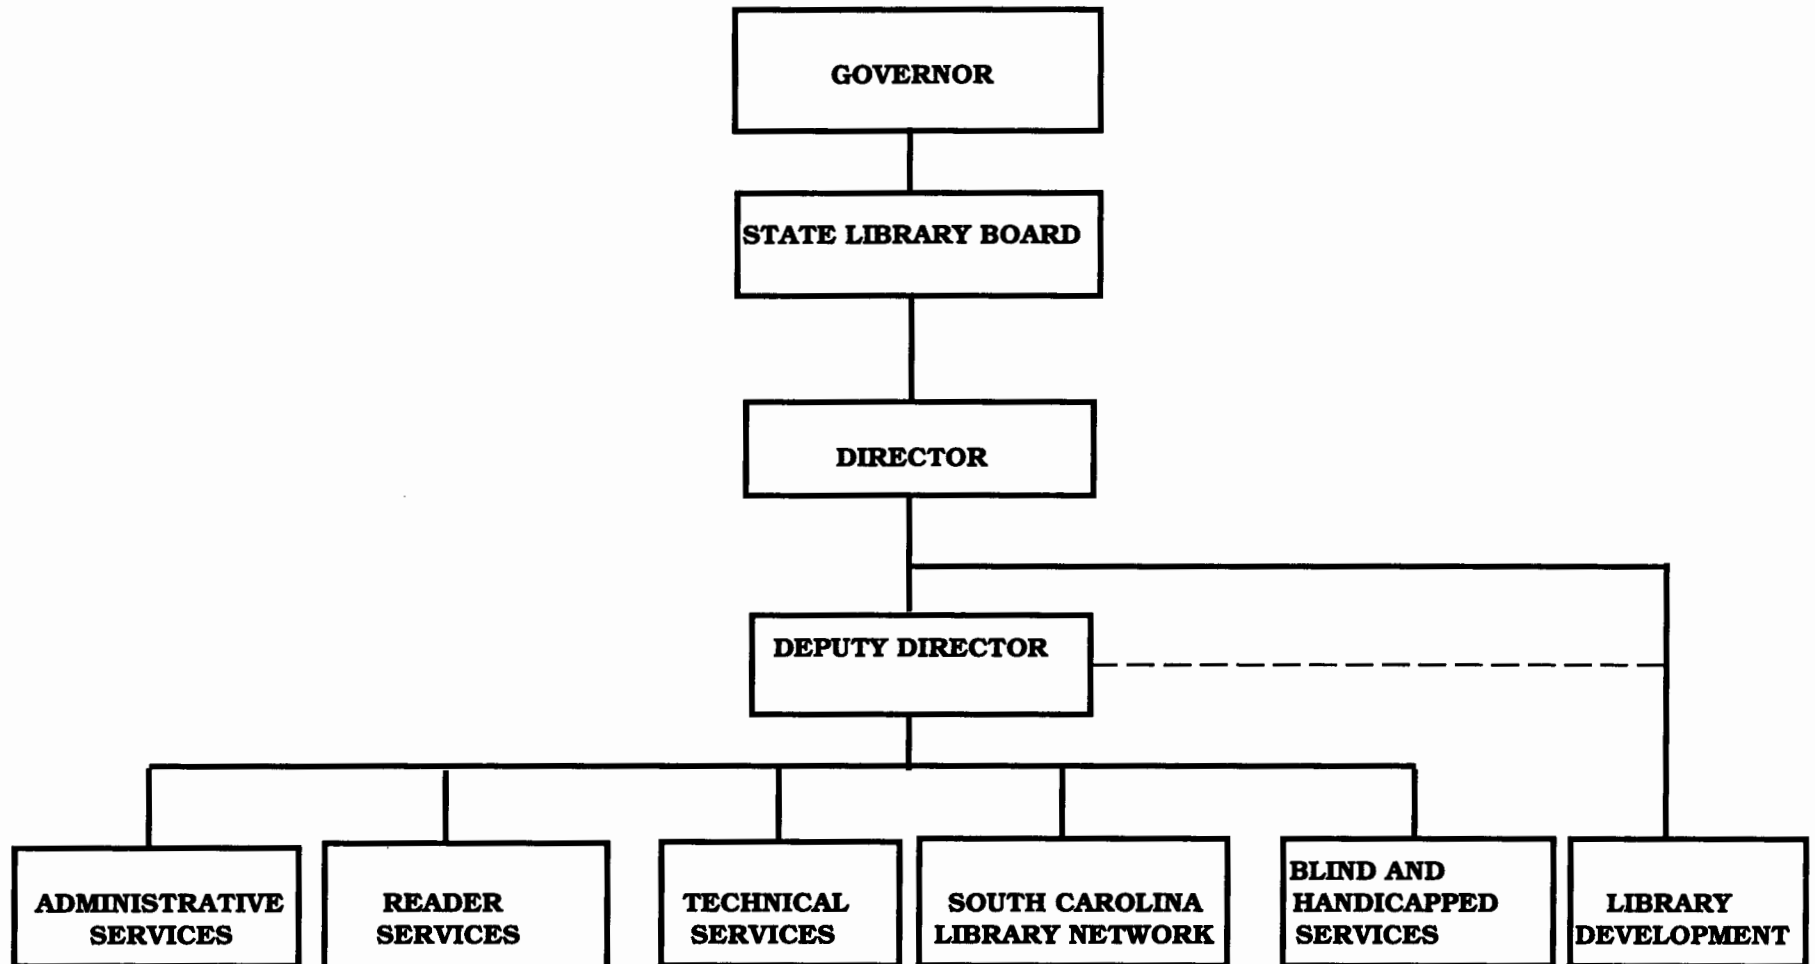 GOVERNOR
STATE LIBRARY BOARD
DIRECTOR
DEPUTY DIRECTOR
ADMINISTRATIVE
SERVICES
READER
SERVICES
TECHNICAL
SERVICES
SOUTH CAROLINA
LIBRARY NETWORK
BLIND AND
HANDICAPPED
SERVICES
LIBRARY
DEVELOPMENT